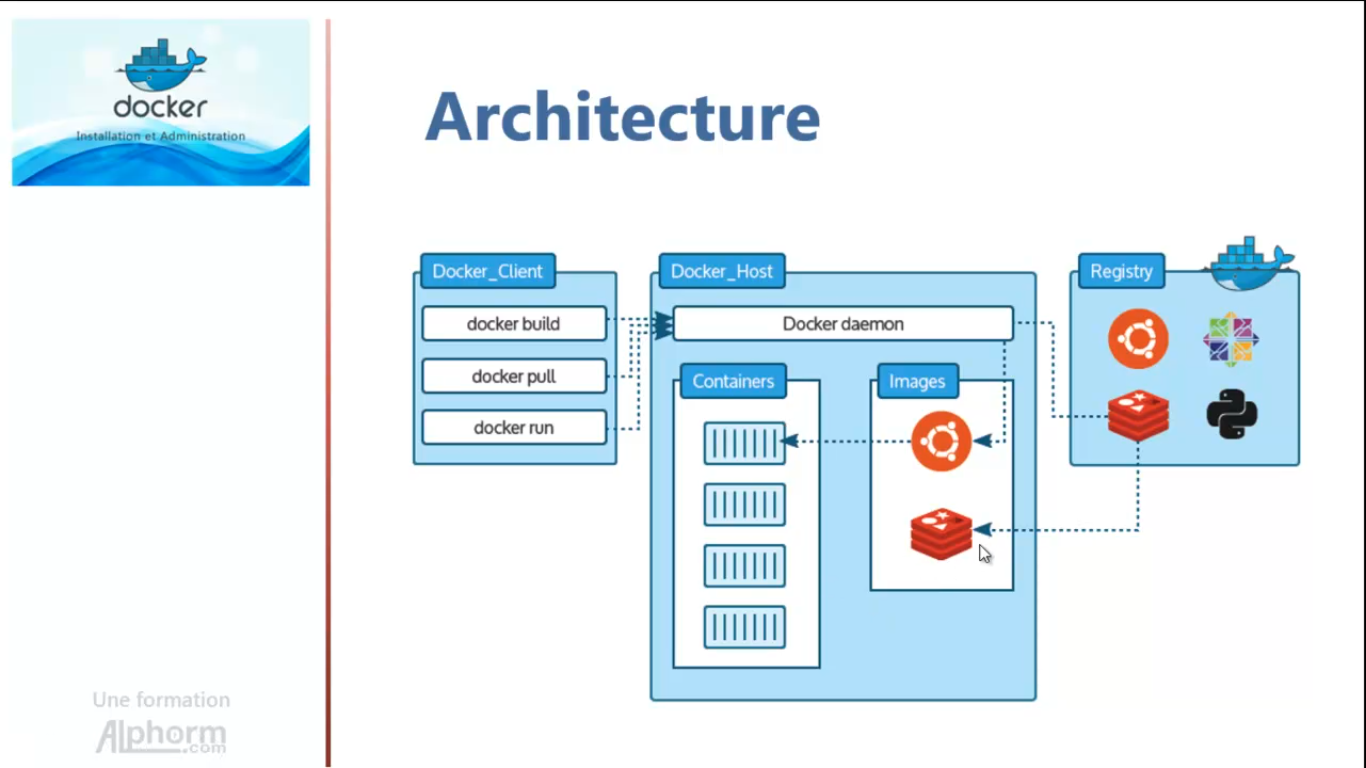 docker
Installation et Administration
Architecture
Docker_Client
docker build
docker pull
docker run
Docker_Host
Docker daemon
Containers
Images
Registry
Une formation
Alphorm
.com